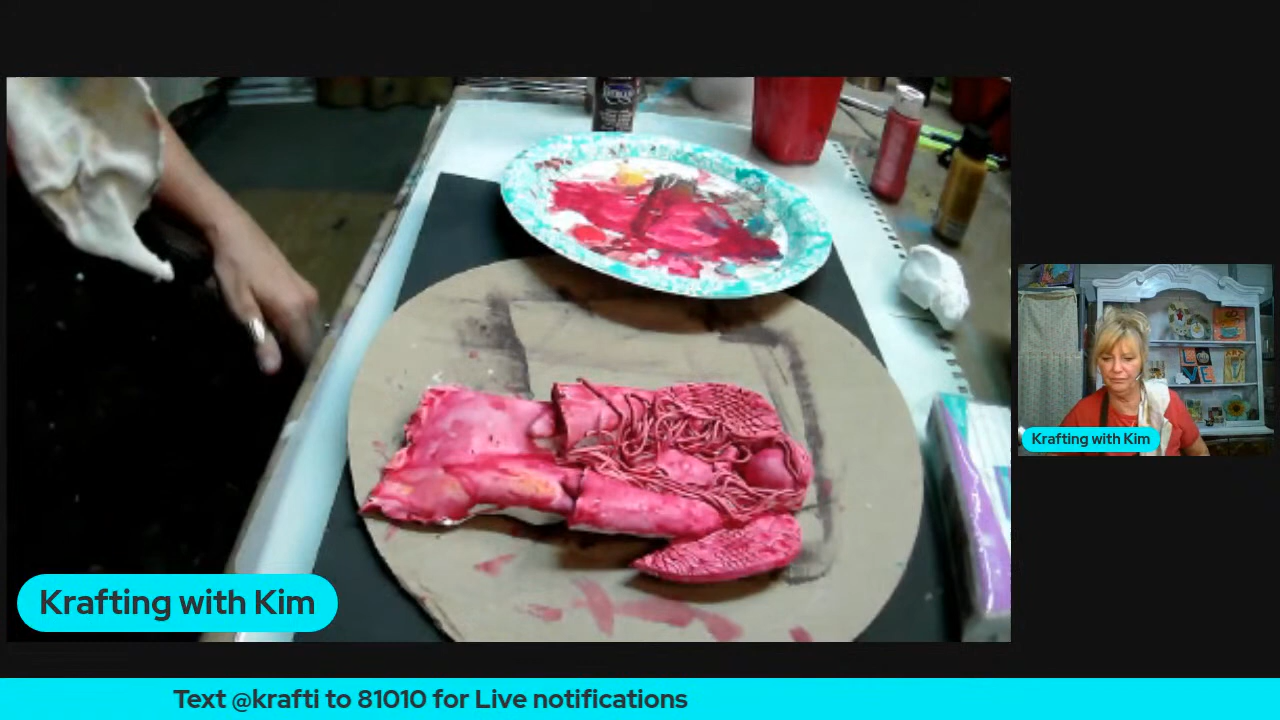 Krafting with Kim
Krafting with Kim
Text @krafti to 81010 for Live notifications